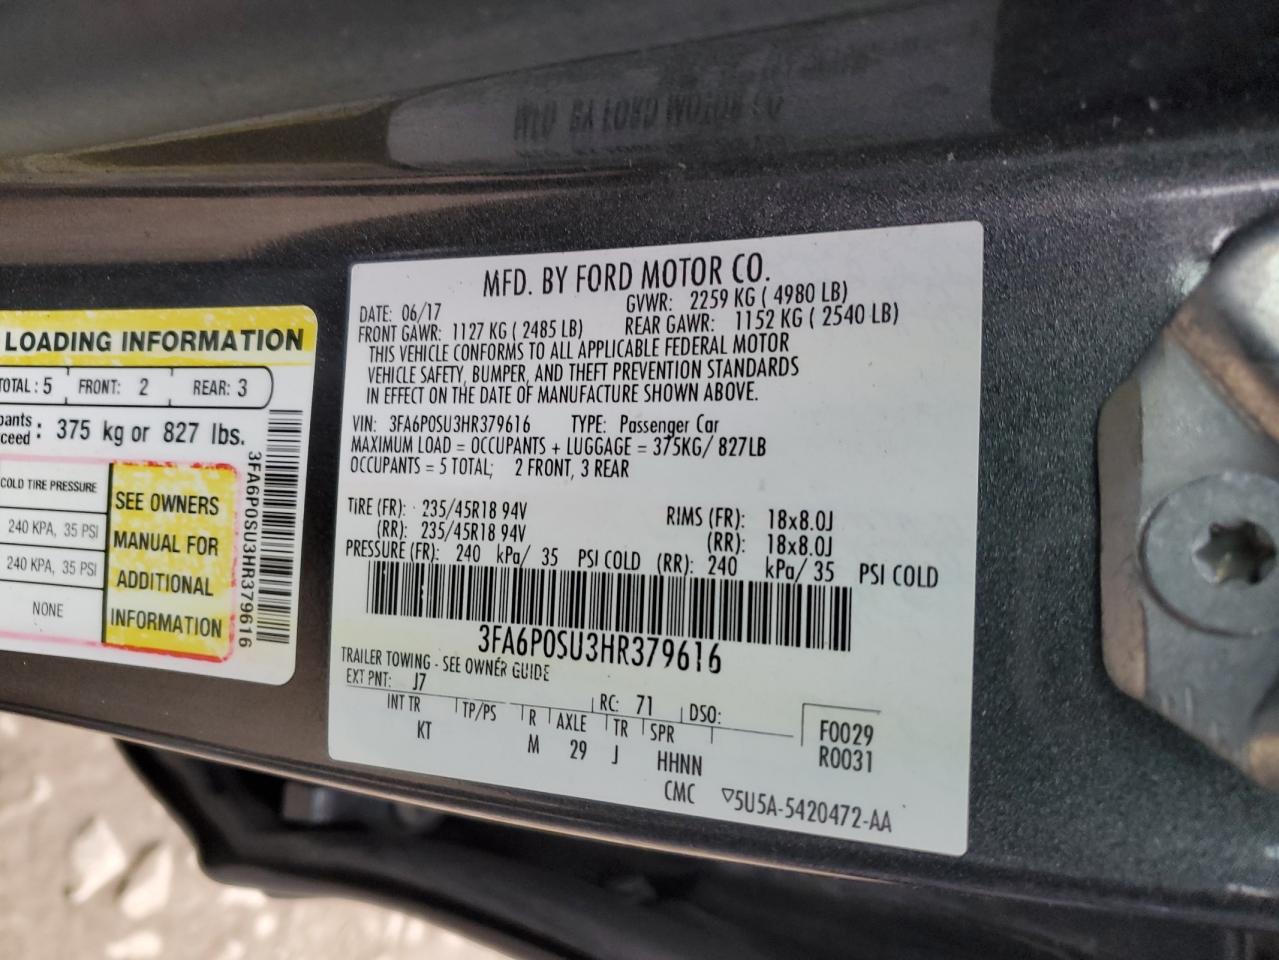 LOADING INFORMATION
TOTAL : 5 FRONT: 2 REAR: 3
pants
ceed : 375 kg or 827 lbs.
COLD TIRE PRESSURE
240 KPA, 35 PSI
240 KPA, 35 PSI
NONE
SEE OWNERS
MANUAL FOR
ADDITIONAL
INFORMATION
3FA6P0SU3HR379616
MFD. BY FORD MOTOR CO.
DATE: 06/17 GVWR: 2259 KG ( 4980 LB)
FRONT GAWR: 1127 KG ( 2485 LB) REAR GAWR: 1152 KG ( 2540 LB)
THIS VEHICLE CONFORMS TO ALL APPLICABLE FEDERAL MOTOR
VEHICLE SAFETY, BUMPER, AND THEFT PREVENTION STANDARDS
IN EFFECT ON THE DATE OF MANUFACTURE SHOWN ABOVE.
VIN: 3FA6P0SU3HR379616 TYPE: Passenger Car
MAXIMUM LOAD = OCCUPANTS + LUGGAGE = 375KG/ 827LB
OCCUPANTS = 5 TOTAL; 2 FRONT, 3 REAR
TIRE (FR): 235/45R18 94V RIMS (FR): 18x8.0J
(RR): 235/45R18 94V (RR): 18x8.0J
PRESSURE (FR): 240 kPa/ 35 PSI COLD (RR): 240 kPa/ 35 PSI COLD
3FA6P0SU3HR379616
TRAILER TOWING - SEE OWNER GUIDE
EXT PNT: J7 RC: 71 DSO:
INT TR TP/PS R AXLE TR SPR F0029
KT M 29 J HHNN R0031
CMC ▽5U5A-5420472-AA